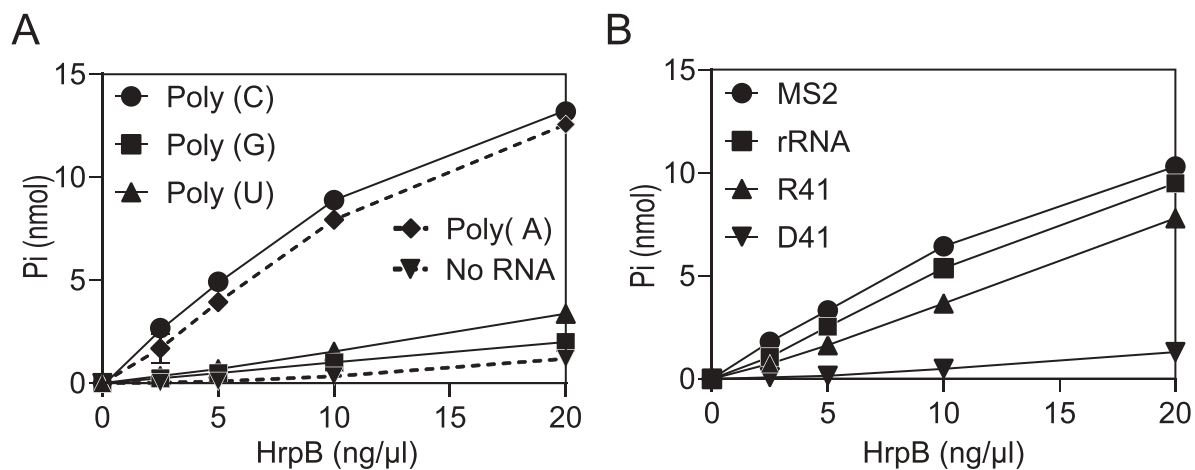 A
15
10
5
0
Pi (nmol)
Poly (C)
Poly (G)
Poly (U)
Poly( A)
No RNA
0 5 10 15 20
HrpB (ng/µl)
B
15
10
5
0
Pi (nmol)
MS2
rRNA
R41
D41
0 5 10 15 20
HrpB (ng/µl)